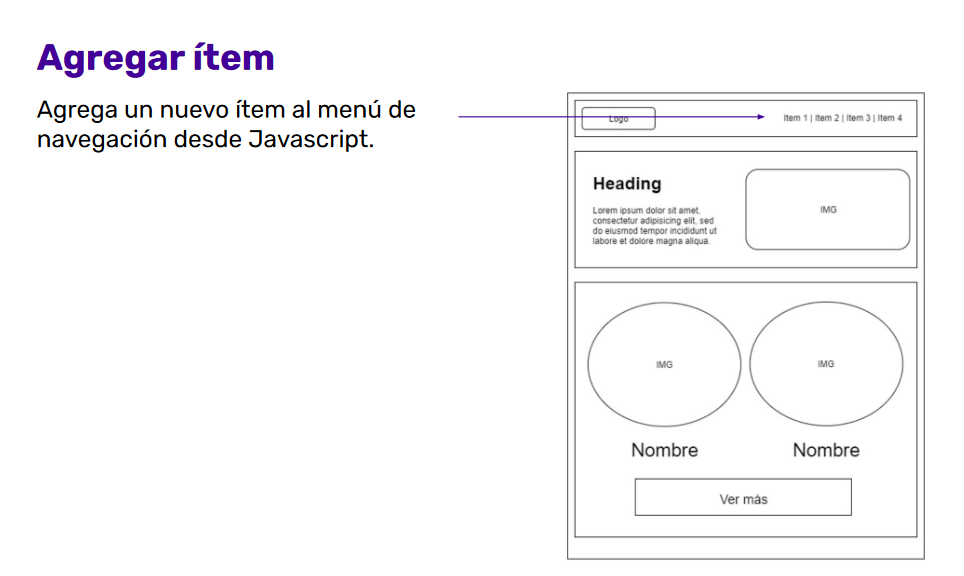 Agregar ítem
Agrega un nuevo ítem al menú de
navegación desde Javascript.
Logo
Item 1 | Item 2 | Item 3 | Item 4
Heading
Lorem ipsum dolor sit amet,
consectetur adipisicing elit, sed
do eiusmod tempor incididunt ut
labore et dolore magna aliqua.
IMG
IMG
IMG
Nombre
Nombre
Ver más